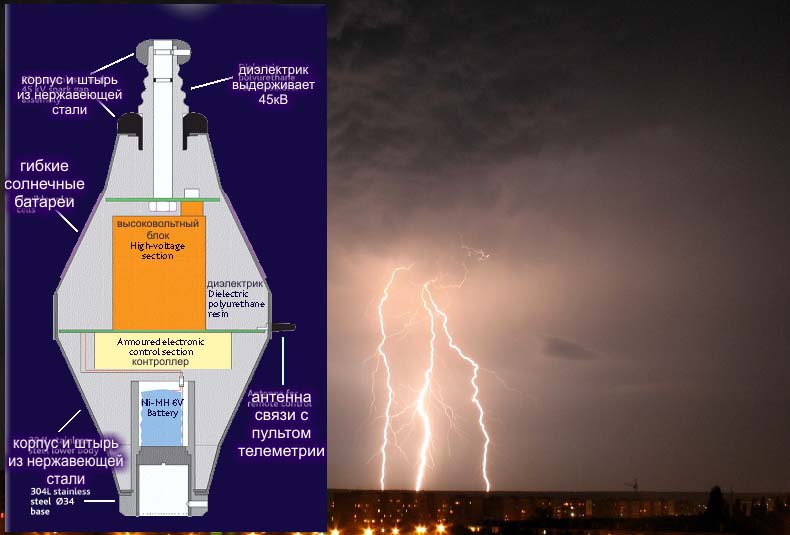 корпус и штырь
из нержавеющей
стали
диэлектрик
выдерживает
45кВ
гибкие
солнечные
батареи
высоковольтный
блок
High-voltage
section
диэлектрик
Dielectric
polyurethane
resin
Armoured electronic
control section
контроллер
Ni-MH 6V
Battery
антенна
связи с
пультом
телеметрии
корпус и штырь
из нержавеющей
стали
304L stainless
steel Ø34
base